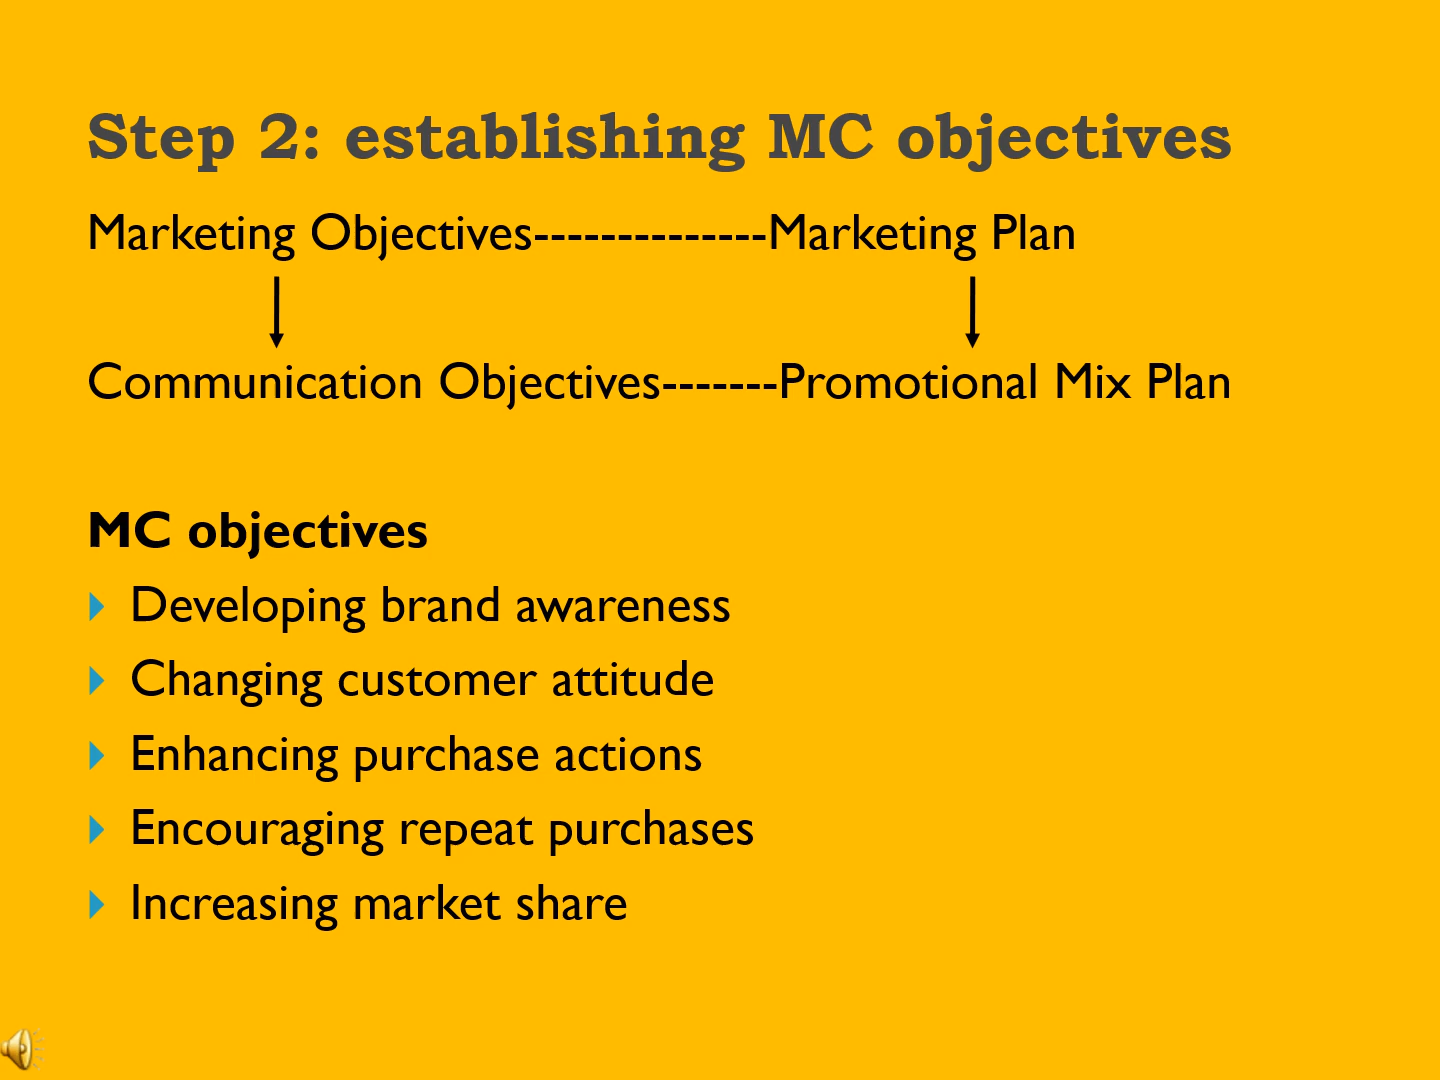 Step 2: establishing MC objectives
Marketing Objectives--------------Marketing Plan
Communication Objectives-------Promotional Mix Plan
MC objectives
Developing brand awareness
Changing customer attitude
Enhancing purchase actions
Encouraging repeat purchases
Increasing market share